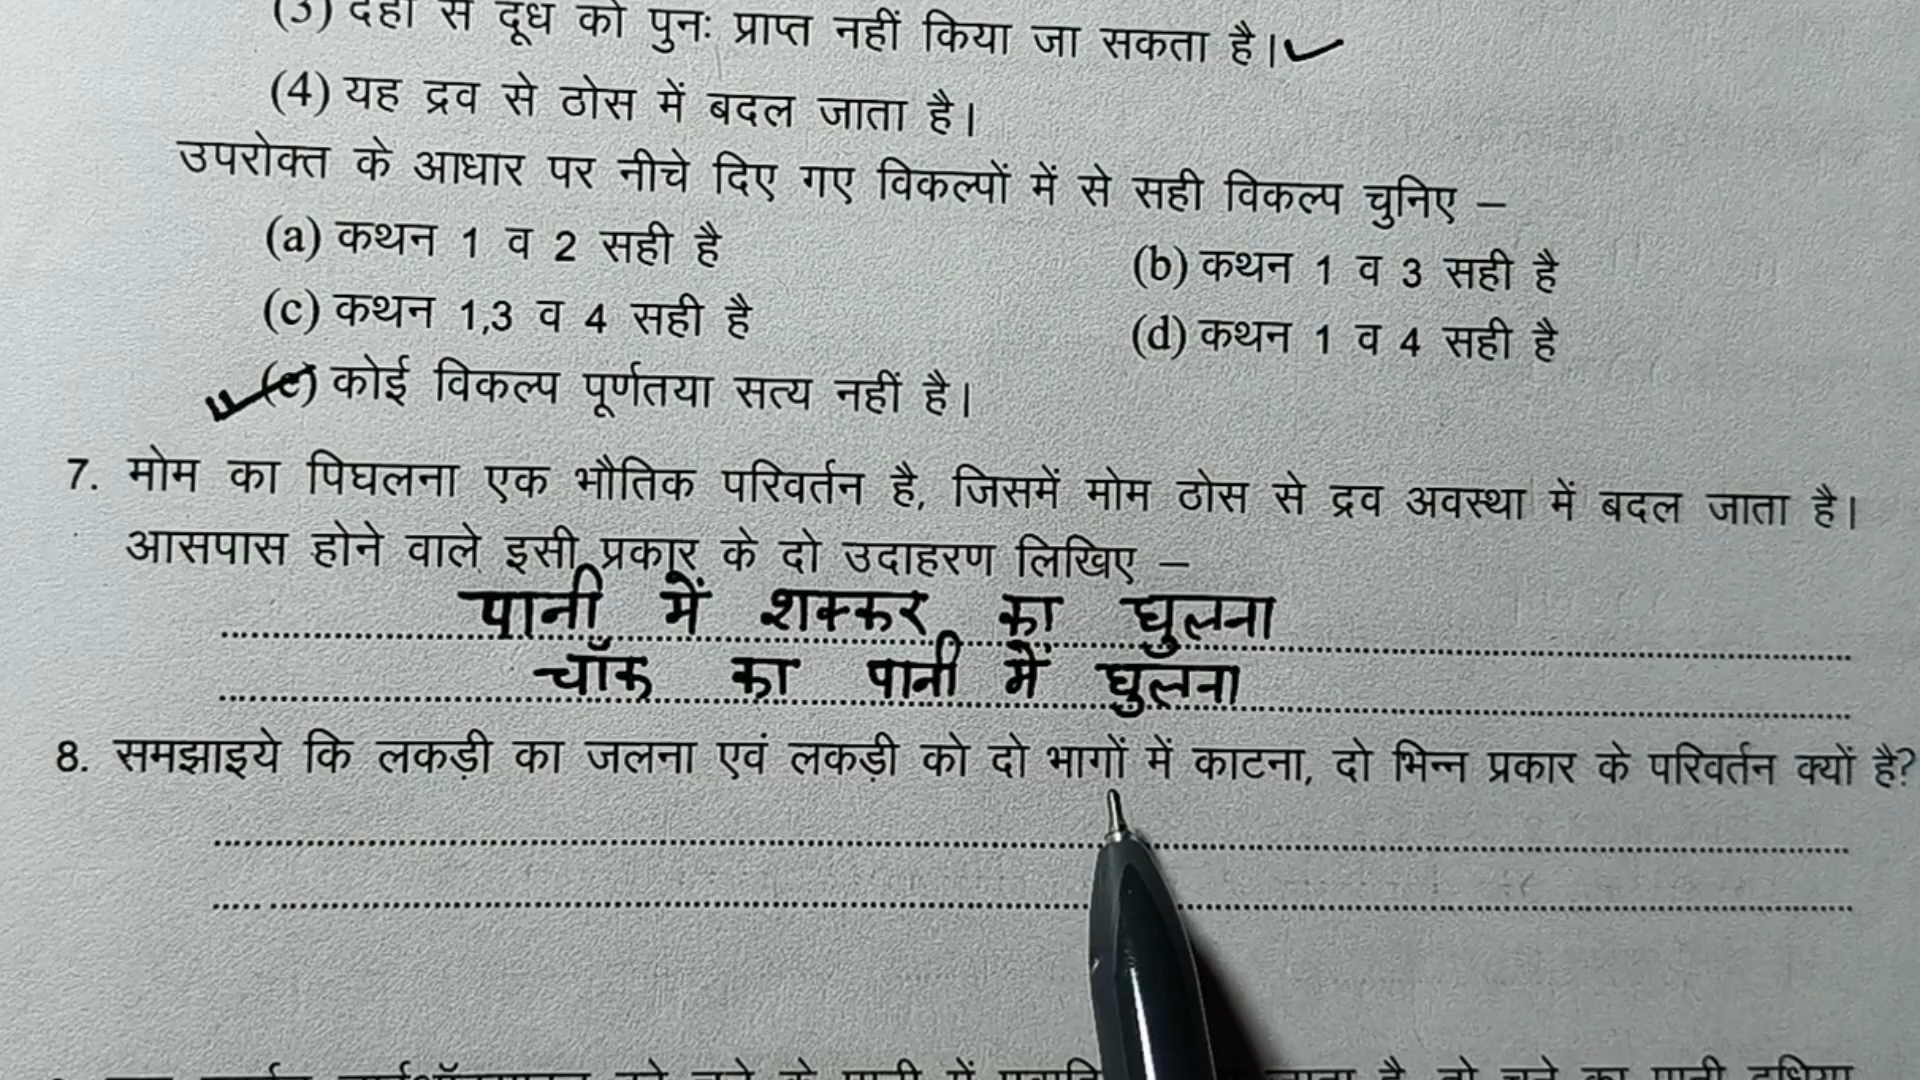 (3) दही से दूध को पुनः प्राप्त नहीं किया जा सकता है।
(4) यह द्रव से ठोस में बदल जाता है।
उपरोक्त के आधार पर नीचे दिए गए विकल्पों में से सही विकल्प चुनिए –
(a) कथन 1 व 2 सही है (b) कथन 1 व 3 सही है
(c) कथन 1,3 व 4 सही है (d) कथन 1 व 4 सही है
(e) कोई विकल्प पूर्णतया सत्य नहीं है।
7. मोम का पिघलना एक भौतिक परिवर्तन है, जिसमें मोम ठोस से द्रव अवस्था में बदल जाता है।
आसपास होने वाले इसी प्रकार के दो उदाहरण लिखिए –
पानी में शक्कर का घुलना
चॉक का पानी में घुलना
8. समझाइये कि लकड़ी का जलना एवं लकड़ी को दो भागों में काटना, दो भिन्न प्रकार के परिवर्तन क्यों है?